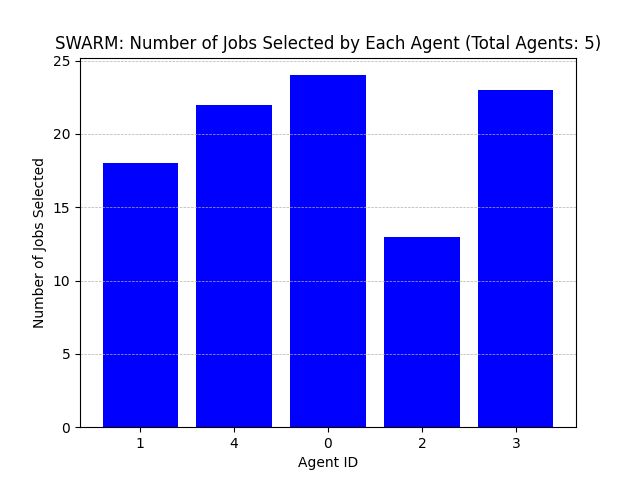 SWARM: Number of Jobs Selected by Each Agent (Total Agents: 5)
25
20
15
10
5
0
Number of Jobs Selected
1 4 0 2 3
Agent ID